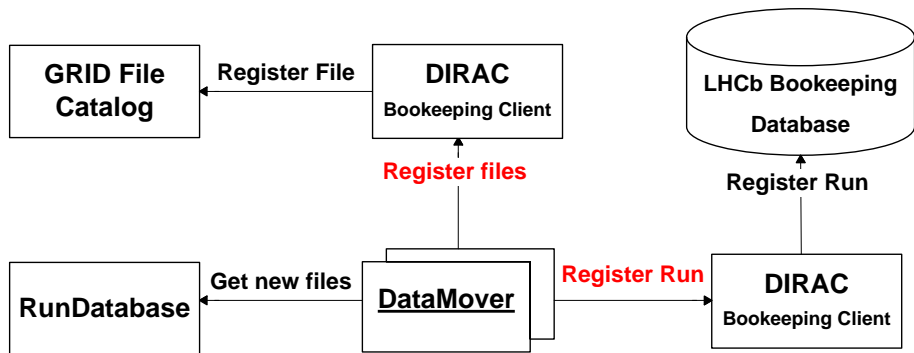 GRID File
Catalog
Register File
DIRAC
Bookeeping Client
LHCb Bookeeping
Database
Register files
Register Run
RunDatabase
Get new files
DataMover
Register Run
DIRAC
Bookeeping Client